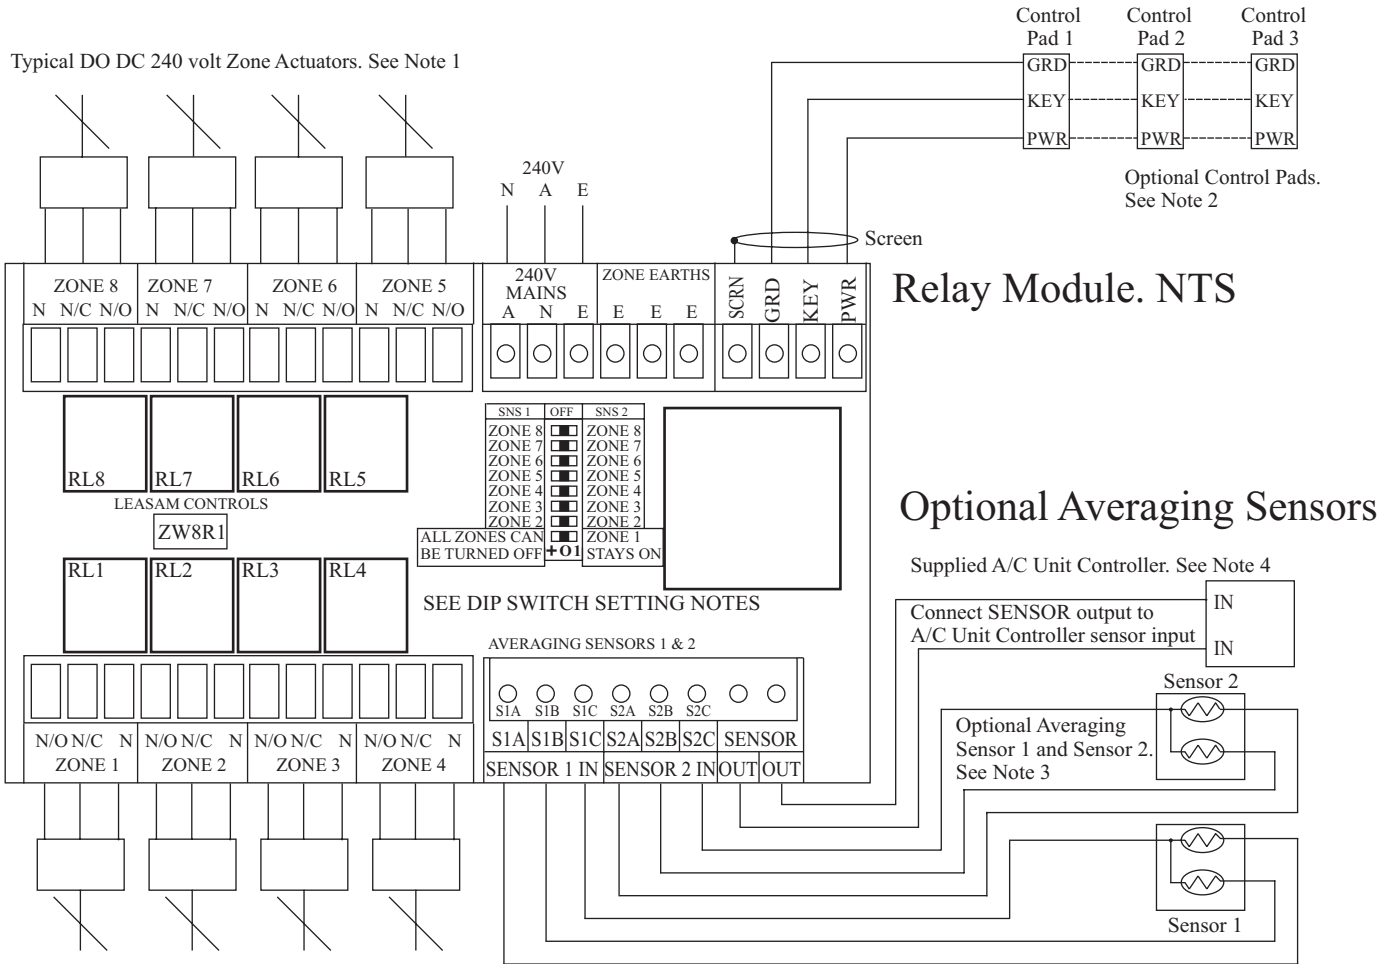 Control Control Control
Pad 1 Pad 2 Pad 3
GRD GRD GRD
KEY KEY KEY
PWR PWR PWR
Optional Control Pads.
See Note 2
Typical DO DC 240 volt Zone Actuators. See Note 1
240V
N A E
Screen
Relay Module. NTS
ZONE 8 ZONE 7 ZONE 6 ZONE 5
N N/C N/O N N/C N/O N N/C N/O N N/C N/O
240V
MAINS
A N E
ZONE EARTHS
E E E
SCRN
GRD
KEY
PWR
SNS 1 OFF SNS 2
ZONE 8 ZONE 8
ZONE 7 ZONE 7
ZONE 6 ZONE 6
ZONE 5 ZONE 5
ZONE 4 ZONE 4
ZONE 3 ZONE 3
ZONE 2 ZONE 2
ALL ZONES CAN ZONE 1
BE TURNED OFF +O1 STAYS ON
RL8 RL7 RL6 RL5
LEASAM CONTROLS
ZW8R1
RL1 RL2 RL3 RL4
SEE DIP SWITCH SETTING NOTES
Optional Averaging Sensors
Supplied A/C Unit Controller. See Note 4
Connect SENSOR output to
A/C Unit Controller sensor input
IN
IN
AVERAGING SENSORS 1 & 2
S1A S1B S1C S2A S2B S2C
S1A S1B S1C S2A S2B S2C SENSOR
SENSOR 1 IN SENSOR 2 IN OUT OUT
N/O N/C N N/O N/C N N/O N/C N N/O N/C N
ZONE 1 ZONE 2 ZONE 3 ZONE 4
Sensor 2
Optional Averaging
Sensor 1 and Sensor 2.
See Note 3
Sensor 1